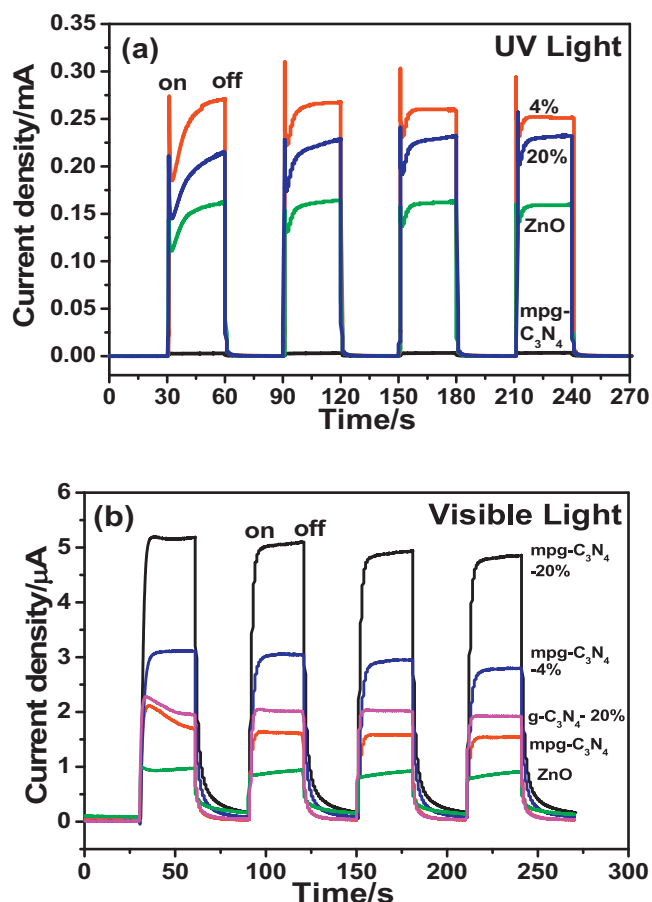 (a) UV Light
on off
4%
20%
ZnO
mpg-
C₃N₄
Current density/mA
0.35
0.30
0.25
0.20
0.15
0.10
0.05
0.00
0 30 60 90 120 150 180 210 240 270
Time/s
(b) Visible Light
on off
mpg-C₃N₄
-20%
mpg-C₃N₄
-4%
g-C₃N₄- 20%
mpg-C₃N₄
ZnO
Current density/μA
6
5
4
3
2
1
0
0 50 100 150 200 250 300
Time/s